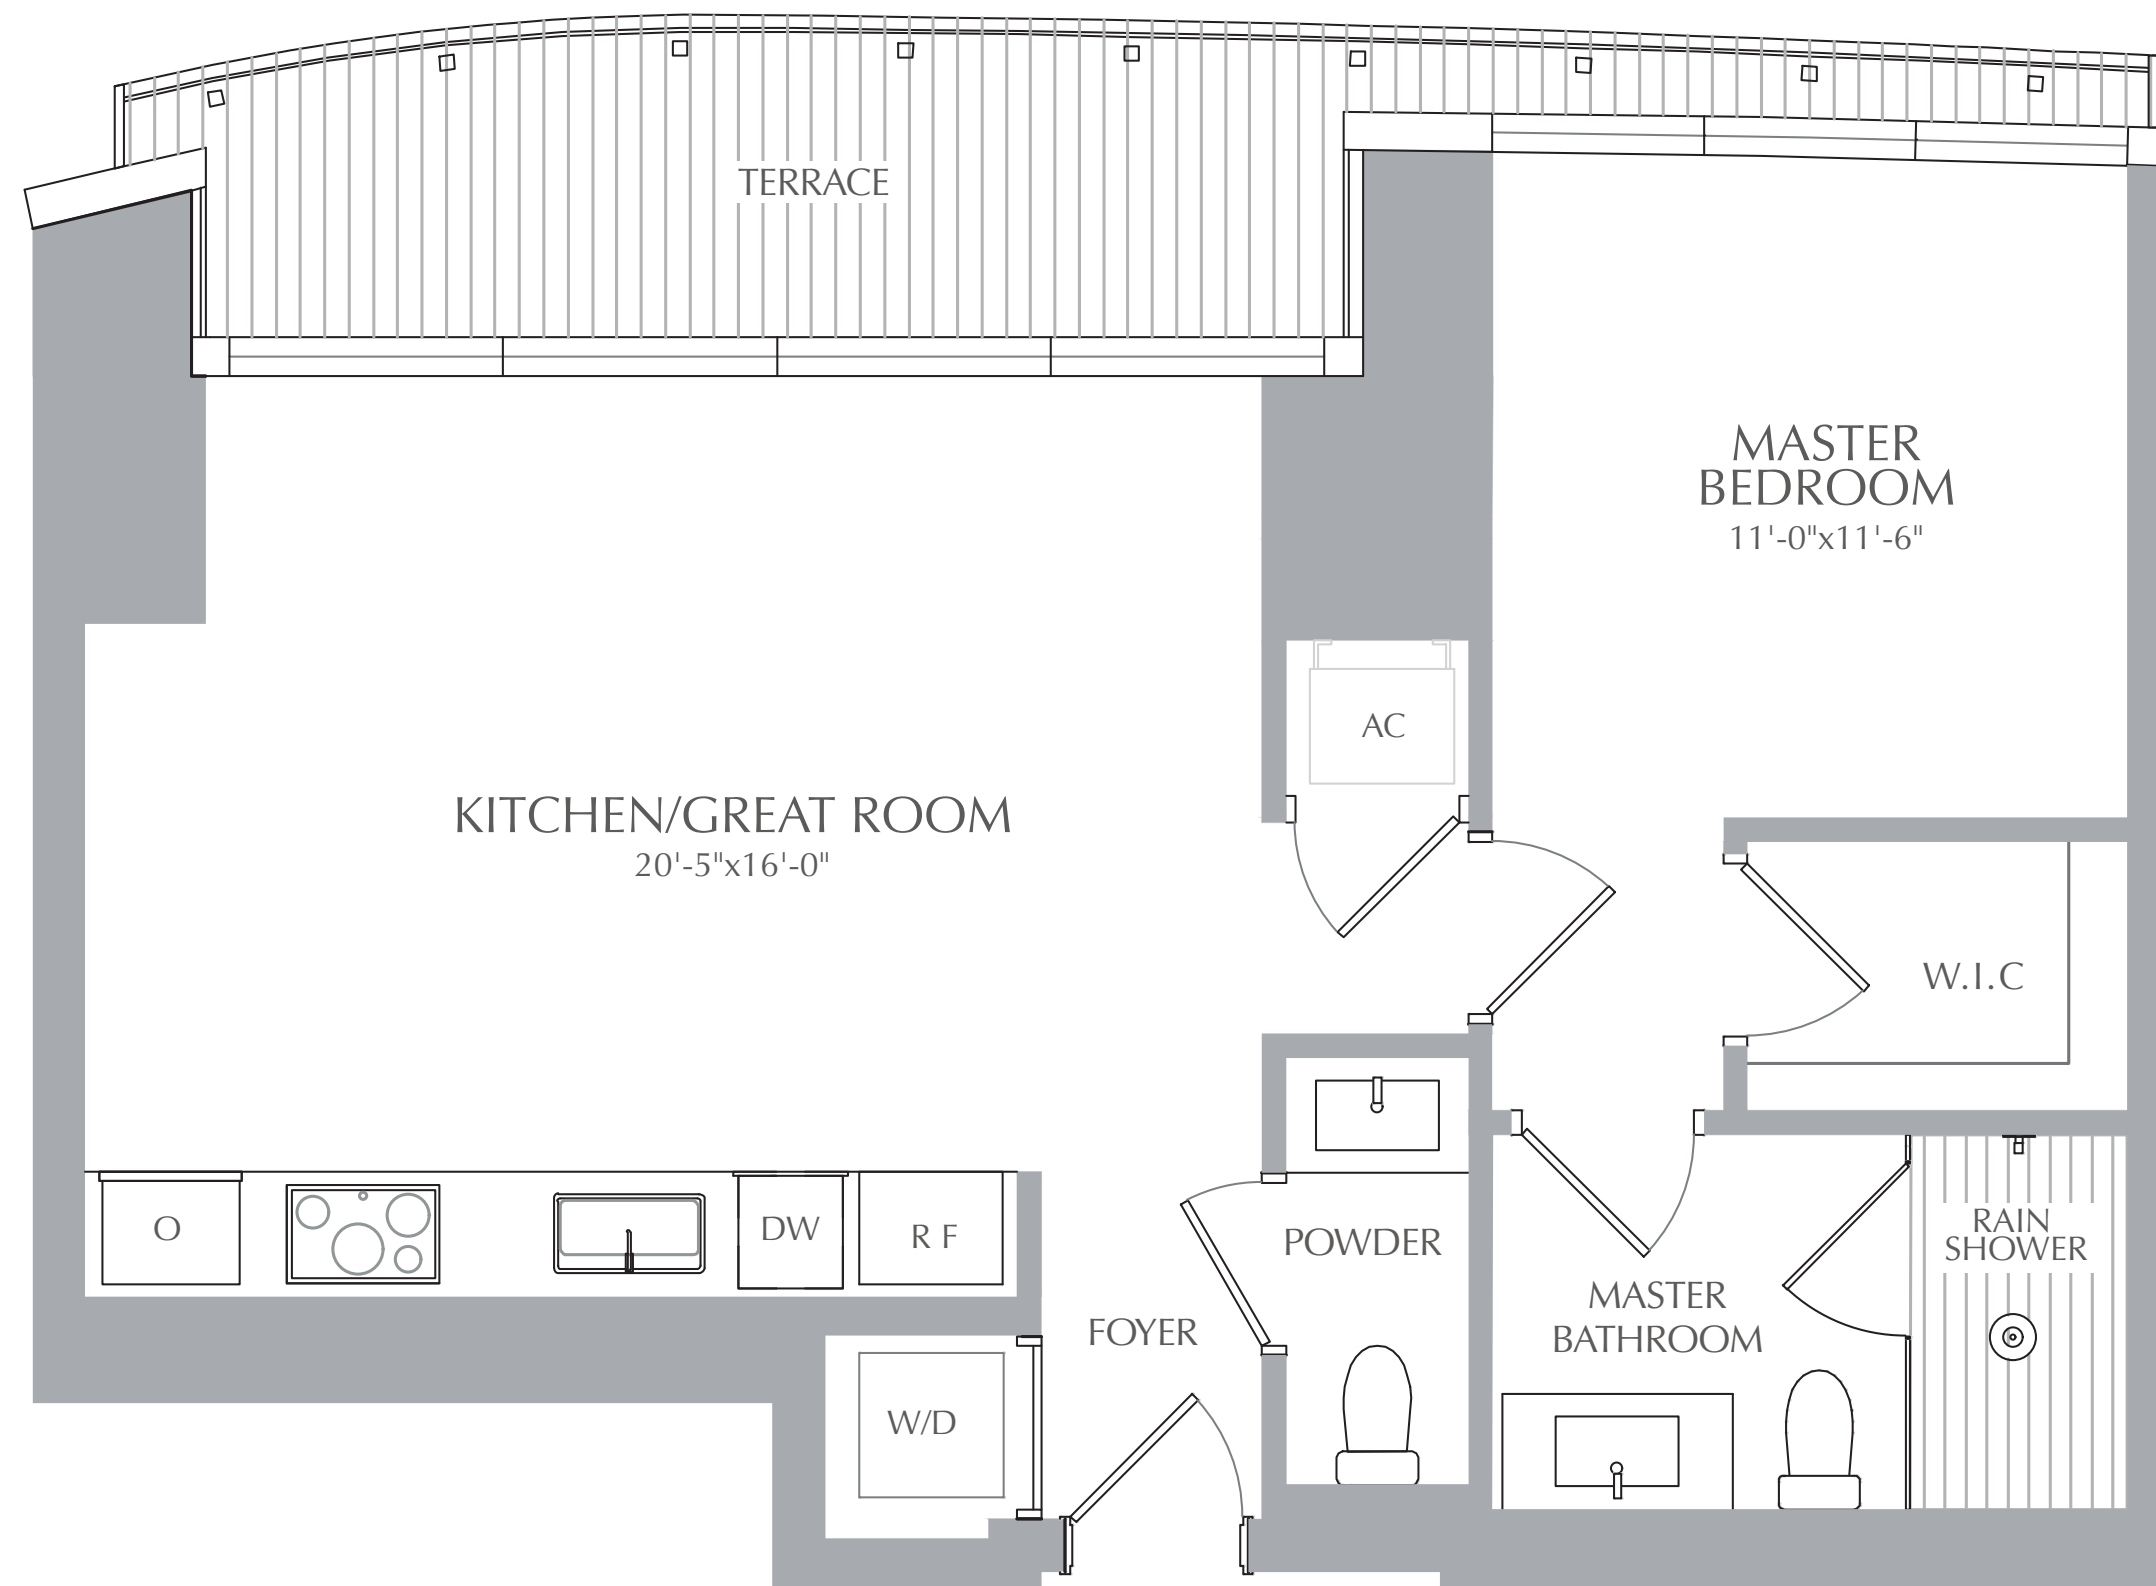 TERRACE
MASTER
BEDROOM
11'-0"x11'-6"
AC
KITCHEN/GREAT ROOM
20'-5"x16'-0"
W.I.C
O
DW
R F
POWDER
RAIN
SHOWER
FOYER
MASTER
BATHROOM
W/D